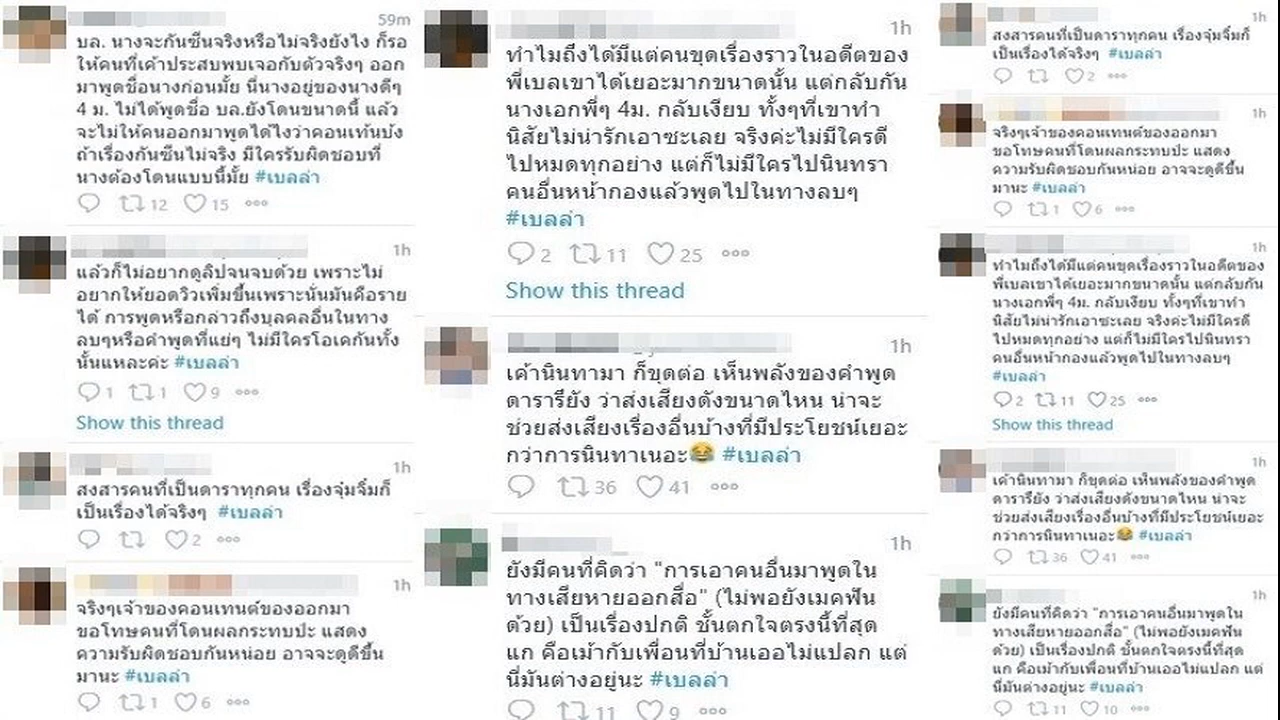 59m
บล. นางจะกันซีนจริงหรือไม่จริงยังไง ก็รอ
ให้คนที่เค้าประสบพบเจอกับตัวจริงๆ ออก
มาพูดชื่อนางก่อนมั้ย นี่นางอยู่ของนางดีๆ
4 ม. ไม่ได้พูดชื่อ บล.ยังโดนขนาดนี้ แล้ว
จะไม่ให้คนออกมาพูดได้ไงว่าคอนเท้นบัง
ถ้าเรื่องกันซีนไม่จริง มีใครรับผิดชอบที่
นางต้องโดนแบบนี้มั้ย #เบลล่า
12 15
1h
แล้วก็ไม่อยากดูลิปจนจบด้วย เพราะไม่
อยากให้ยอดวิวเพิ่มขึ้นเพราะนั่นมันคือราย
ได้ การพูดหรือกล่าวถึงบุลคลอื่นในทาง
ลบๆหรือคำพูดที่แย่ๆ ไม่มีใครโอเคกันทั้ง
นั้นแหละค่ะ #เบลล่า
1 1 9
Show this thread
1h
สงสารคนที่เป็นดาราทุกคน เรื่องจุ๋มจิ๋มก็
เป็นเรื่องได้จริงๆ #เบลล่า
2
1h
จริงๆเจ้าของคอนเทนต์ของออกมา
ขอโทษคนที่โดนผลกระทบป่ะ แสดง
ความรับผิดชอบกันหน่อย อาจจะดูดีขึ้น
มานะ #เบลล่า
1 6
1h
ทำไมถึงได้มีแต่คนขุดเรื่องราวในอดีตของ
พี่เบลเขาได้เยอะมากขนาดนั้น แต่กลับกัน
นางเอกพี่ๆ 4ม. กลับเงียบ ทั้งๆที่เขาทำ
นิสัยไม่น่ารักเอาซะเลย จริงค่ะไม่มีใครดี
ไปหมดทุกอย่าง แต่ก็ไม่มีใครไปนินทรา
คนอื่นหน้ากองแล้วพูดไปในทางลบๆ
#เบลล่า
2 11 25
Show this thread
1h
เค้านินทามา ก็ขุดต่อ เห็นพลังของคำพูด
ดารารึยัง ว่าส่งเสียงดังขนาดไหน น่าจะ
ช่วยส่งเสียงเรื่องอื่นบ้างที่มีประโยชน์เยอะ
กว่าการนินทาเนอะ😂 #เบลล่า
36 41
1h
ยังมีคนที่คิดว่า "การเอาคนอื่นมาพูดใน
ทางเสียหายออกสื่อ" (ไม่พอยังเมคฟัน
ด้วย) เป็นเรื่องปกติ ชั้นตกใจตรงนี้ที่สุด
แก คือเม้ากับเพื่อนที่บ้านเออไม่แปลก แต่
นี่มันต่างอยู่นะ #เบลล่า
11 9
1h
สงสารคนที่เป็นดาราทุกคน เรื่องจุ๋มจิ๋มก็
เป็นเรื่องได้จริงๆ #เบลล่า
2
1h
จริงๆเจ้าของคอนเทนต์ของออกมา
ขอโทษคนที่โดนผลกระทบป่ะ แสดง
ความรับผิดชอบกันหน่อย อาจจะดูดีขึ้น
มานะ #เบลล่า
1 6
1h
ทำไมถึงได้มีแต่คนขุดเรื่องราวในอดีตของ
พี่เบลเขาได้เยอะมากขนาดนั้น แต่กลับกัน
นางเอกพี่ๆ 4ม. กลับเงียบ ทั้งๆที่เขาทำ
นิสัยไม่น่ารักเอาซะเลย จริงค่ะไม่มีใครดี
ไปหมดทุกอย่าง แต่ก็ไม่มีใครไปนินทรา
คนอื่นหน้ากองแล้วพูดไปในทางลบๆ
#เบลล่า
2 11 25
Show this thread
1h
เค้านินทามา ก็ขุดต่อ เห็นพลังของคำพูด
ดารารึยัง ว่าส่งเสียงดังขนาดไหน น่าจะ
ช่วยส่งเสียงเรื่องอื่นบ้างที่มีประโยชน์เยอะ
กว่าการนินทาเนอะ😂 #เบลล่า
36 41
1h
ยังมีคนที่คิดว่า "การเอาคนอื่นมาพูดใน
ทางเสียหายออกสื่อ" (ไม่พอยังเมคฟัน
ด้วย) เป็นเรื่องปกติ ชั้นตกใจตรงนี้ที่สุด
แก คือเม้ากับเพื่อนที่บ้านเออไม่แปลก แต่
นี่มันต่างอยู่นะ #เบลล่า
11 10